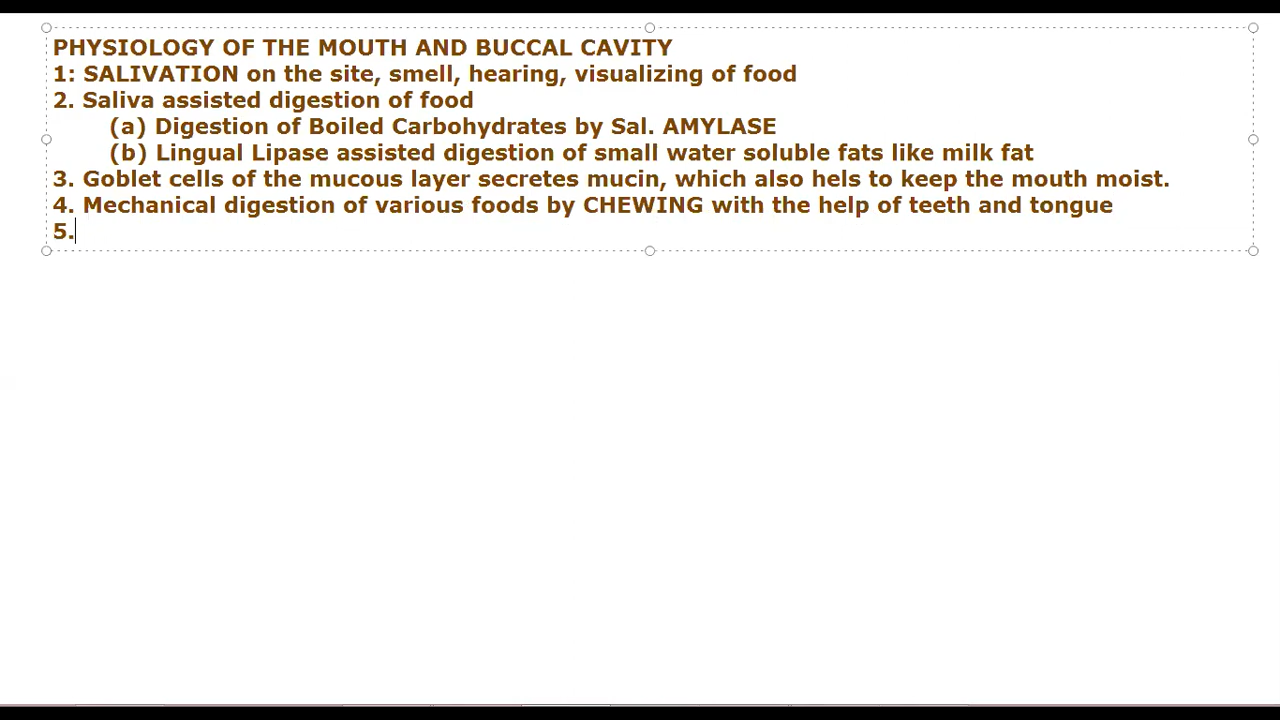 PHYSIOLOGY OF THE MOUTH AND BUCCAL CAVITY
1: SALIVATION on the site, smell, hearing, visualizing of food
2. Saliva assisted digestion of food
(a) Digestion of Boiled Carbohydrates by Sal. AMYLASE
(b) Lingual Lipase assisted digestion of small water soluble fats like milk fat
3. Goblet cells of the mucous layer secretes mucin, which also hels to keep the mouth moist.
4. Mechanical digestion of various foods by CHEWING with the help of teeth and tongue
5.